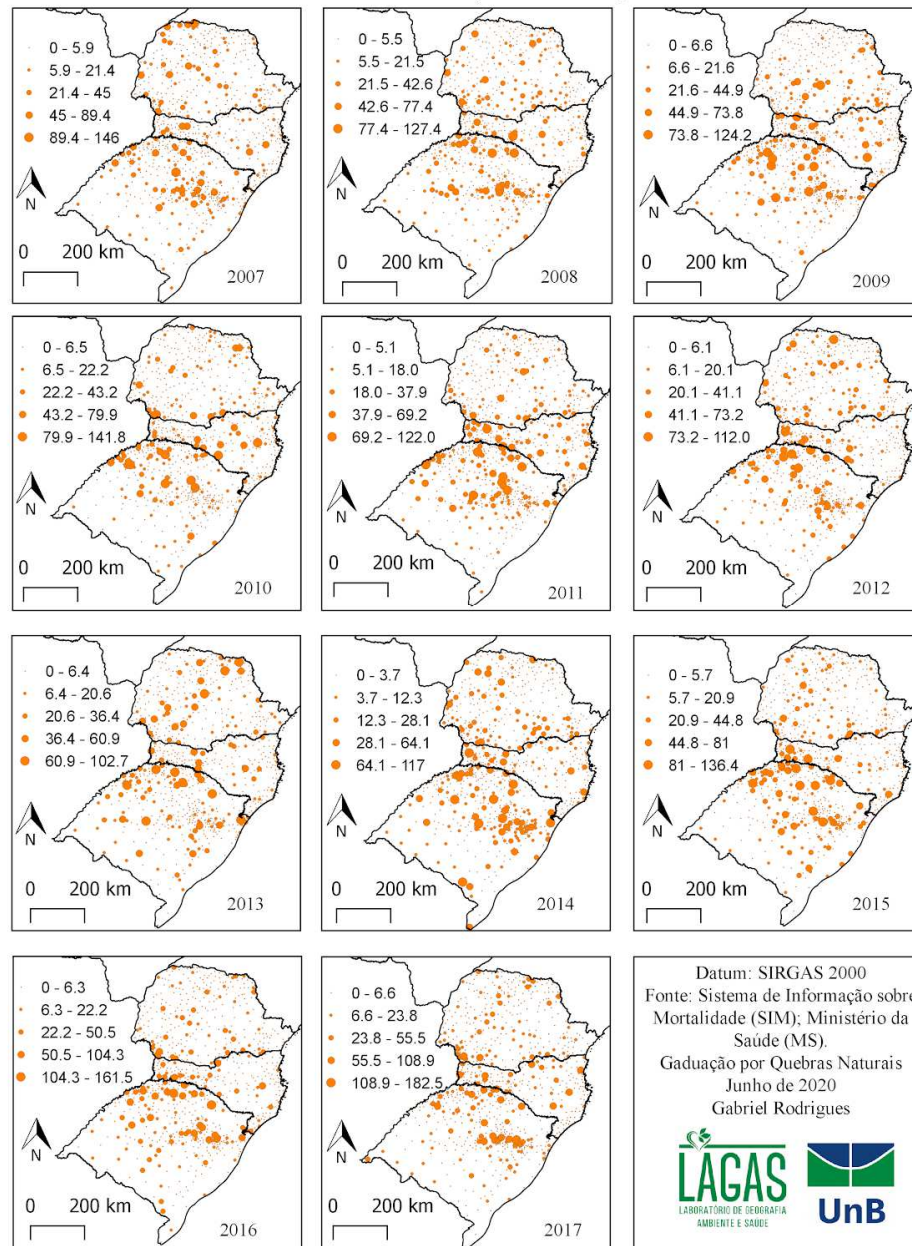 0 - 5.9
5.9 - 21.4
21.4 - 45
45 - 89.4
89.4 - 146
N
0 200 km
2007
0 - 5.5
5.5 - 21.5
21.5 - 42.6
42.6 - 77.4
77.4 - 127.4
N
0 200 km
2008
0 - 6.6
6.6 - 21.6
21.6 - 44.9
44.9 - 73.8
73.8 - 124.2
N
0 200 km
2009
0 - 6.5
6.5 - 22.2
22.2 - 43.2
43.2 - 79.9
79.9 - 141.8
N
0 200 km
2010
0 - 5.1
5.1 - 18.0
18.0 - 37.9
37.9 - 69.2
69.2 - 122.0
N
0 200 km
2011
0 - 6.1
6.1 - 20.1
20.1 - 41.1
41.1 - 73.2
73.2 - 112.0
N
0 200 km
2012
0 - 6.4
6.4 - 20.6
20.6 - 36.4
36.4 - 60.9
60.9 - 102.7
N
0 200 km
2013
0 - 3.7
3.7 - 12.3
12.3 - 28.1
28.1 - 64.1
64.1 - 117
N
0 200 km
2014
0 - 5.7
5.7 - 20.9
20.9 - 44.8
44.8 - 81
81 - 136.4
N
0 200 km
2015
0 - 6.3
6.3 - 22.2
22.2 - 50.5
50.5 - 104.3
104.3 - 161.5
N
0 200 km
2016
0 - 6.6
6.6 - 23.8
23.8 - 55.5
55.5 - 108.9
108.9 - 182.5
N
0 200 km
2017
Datum: SIRGAS 2000
Fonte: Sistema de Informação sobre
Mortalidade (SIM); Ministério da
Saúde (MS).
Gaduação por Quebras Naturais
Junho de 2020
Gabriel Rodrigues
LAGAS
LABORATÓRIO DE GEOGRAFIA
AMBIENTE E SAÚDE
UnB